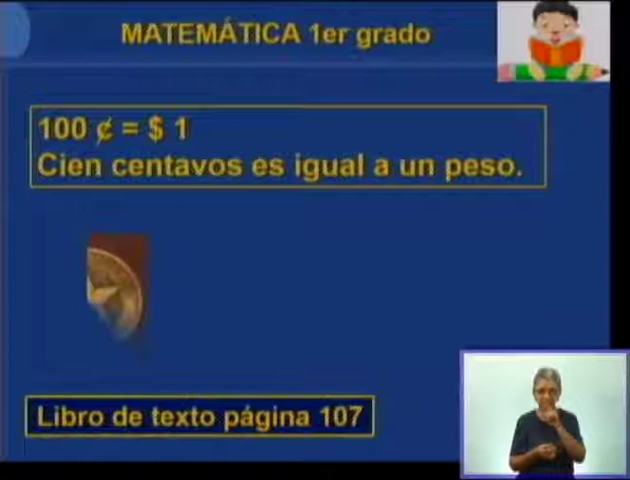 MATEMÁTICA 1er grado
100 ¢ = $ 1
Cien centavos es igual a un peso.
Libro de texto página 107